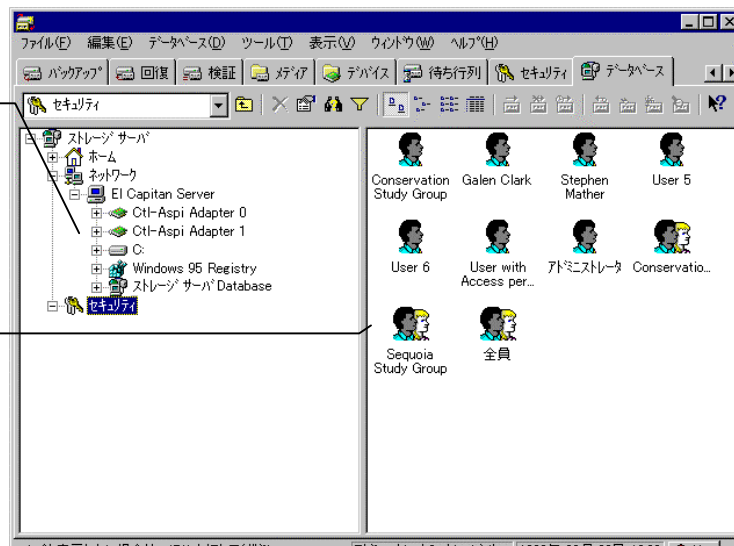 ファイル(F) 編集(E) データベース(D) ツール(T) 表示(V) ウィンドウ(W) ヘルプ(H)
バックアップ 回復 検証 メディア デバイス 待ち行列 セキュリティ データベース
セキュリティ
ストレージ サーバ
ホーム
ネットワーク
El Capitan Server
Ctl-Aspi Adapter 0
Ctl-Aspi Adapter 1
C:
Windows 95 Registry
ストレージ サーバ Database
セキュリティ
Conservation Study Group
Galen Clark
Stephen Mather
User 5
User 6
User with Access per...
アドミニストレータ
Conservatio...
Sequoia Study Group
全員